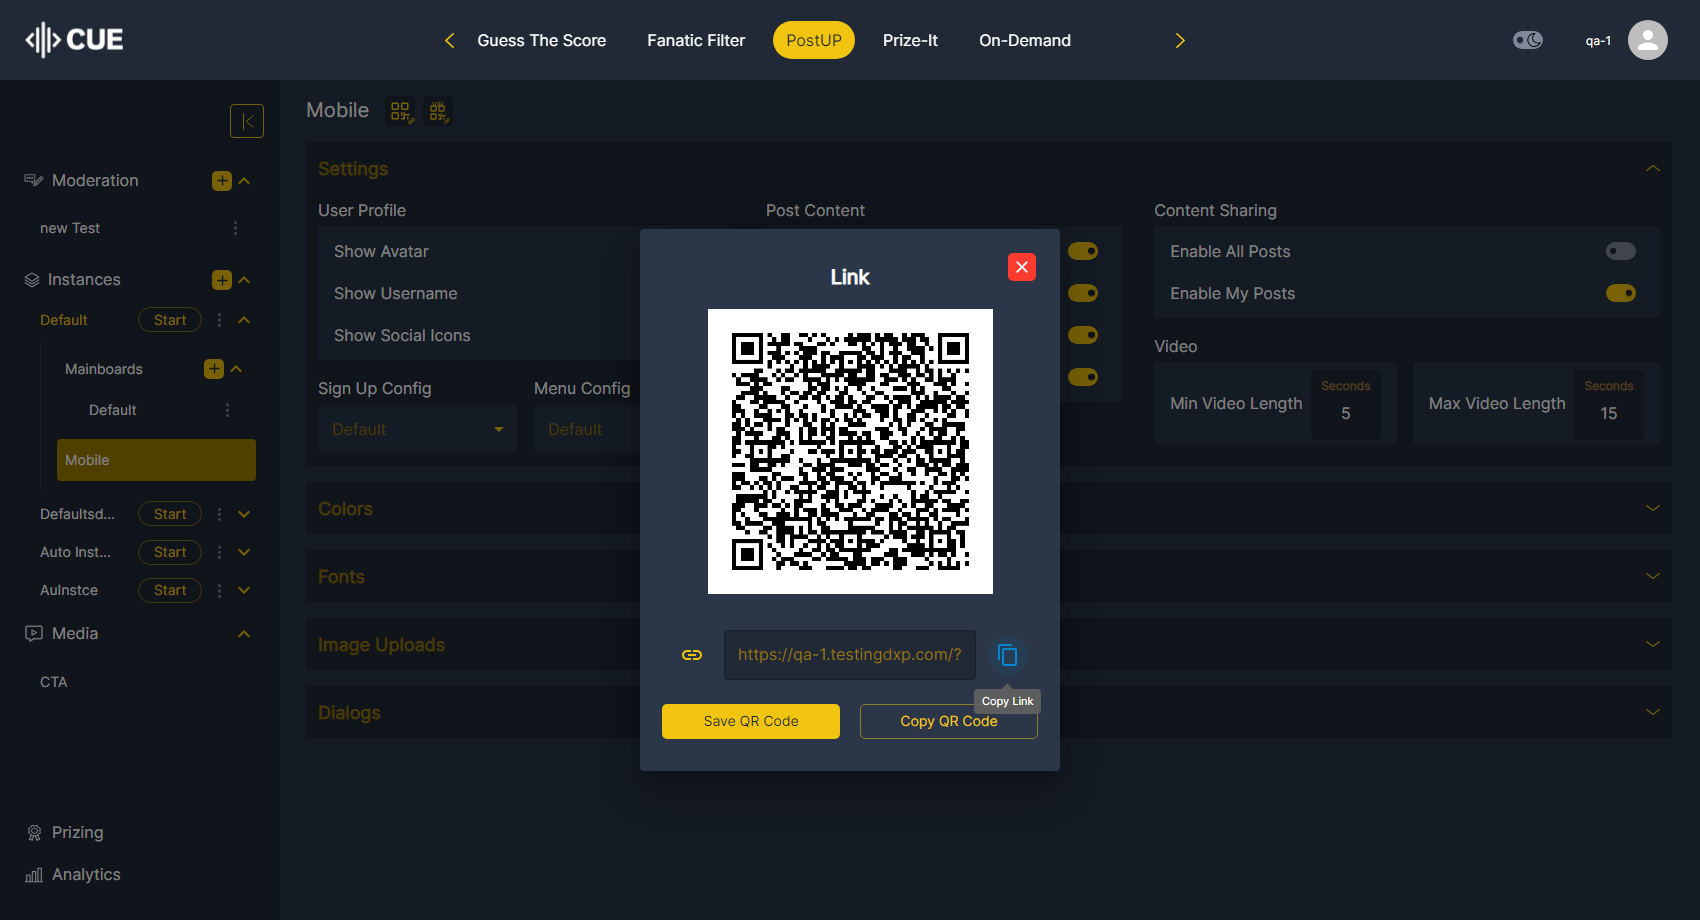 CUE
Guess The Score
Fanatic Filter
PostUP
Prize-It
On-Demand
qa-1
Moderation
new Test
Instances
Default
Start
Mainboards
Default
Mobile
Defaultsd...
Start
Auto Inst...
Start
AuInstce
Start
Media
CTA
Prizing
Analytics
Mobile
Settings
User Profile
Show Avatar
Show Username
Show Social Icons
Sign Up Config
Default
Menu Config
Default
Post Content
Content Sharing
Enable All Posts
Enable My Posts
Video
Min Video Length
Seconds
5
Max Video Length
Seconds
15
Colors
Fonts
Image Uploads
Dialogs
Link
https://qa-1.testingdxp.com/?
Copy Link
Save QR Code
Copy QR Code